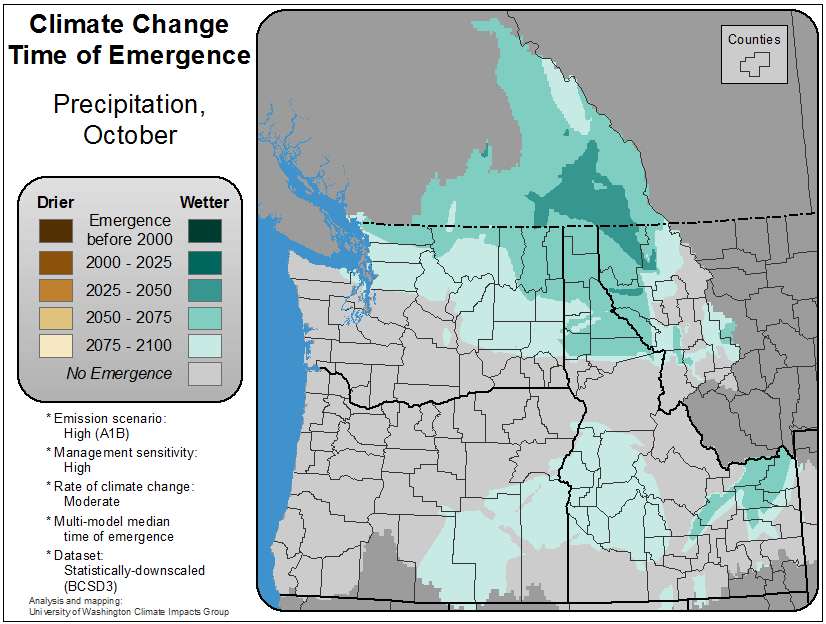 Climate Change
Time of Emergence
Precipitation,
October
Drier
Wetter
Emergence
before 2000
2000 - 2025
2025 - 2050
2050 - 2075
2075 - 2100
No Emergence
* Emission scenario:
High (A1B)
* Management sensitivity:
High
* Rate of climate change:
Moderate
* Multi-model median
time of emergence
* Dataset:
Statistically-downscaled
(BCSD3)
Analysis and mapping:
University of Washington Climate Impacts Group
Counties